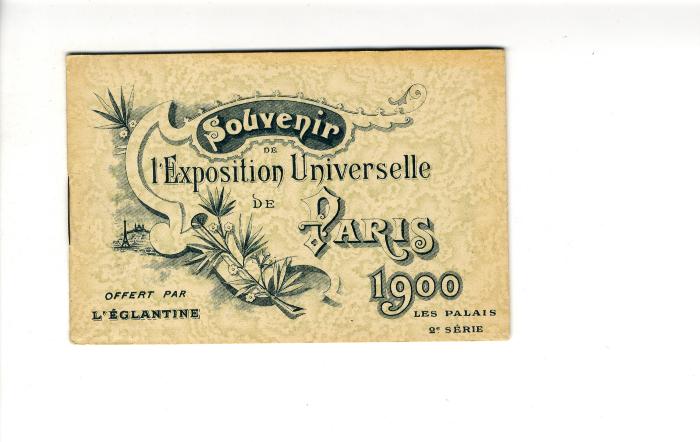 Souvenir
DE
l'Exposition Universelle
DE
PARIS
1900
OFFERT PAR
L'ÉGLANTINE
LES PALAIS
2e SÉRIE